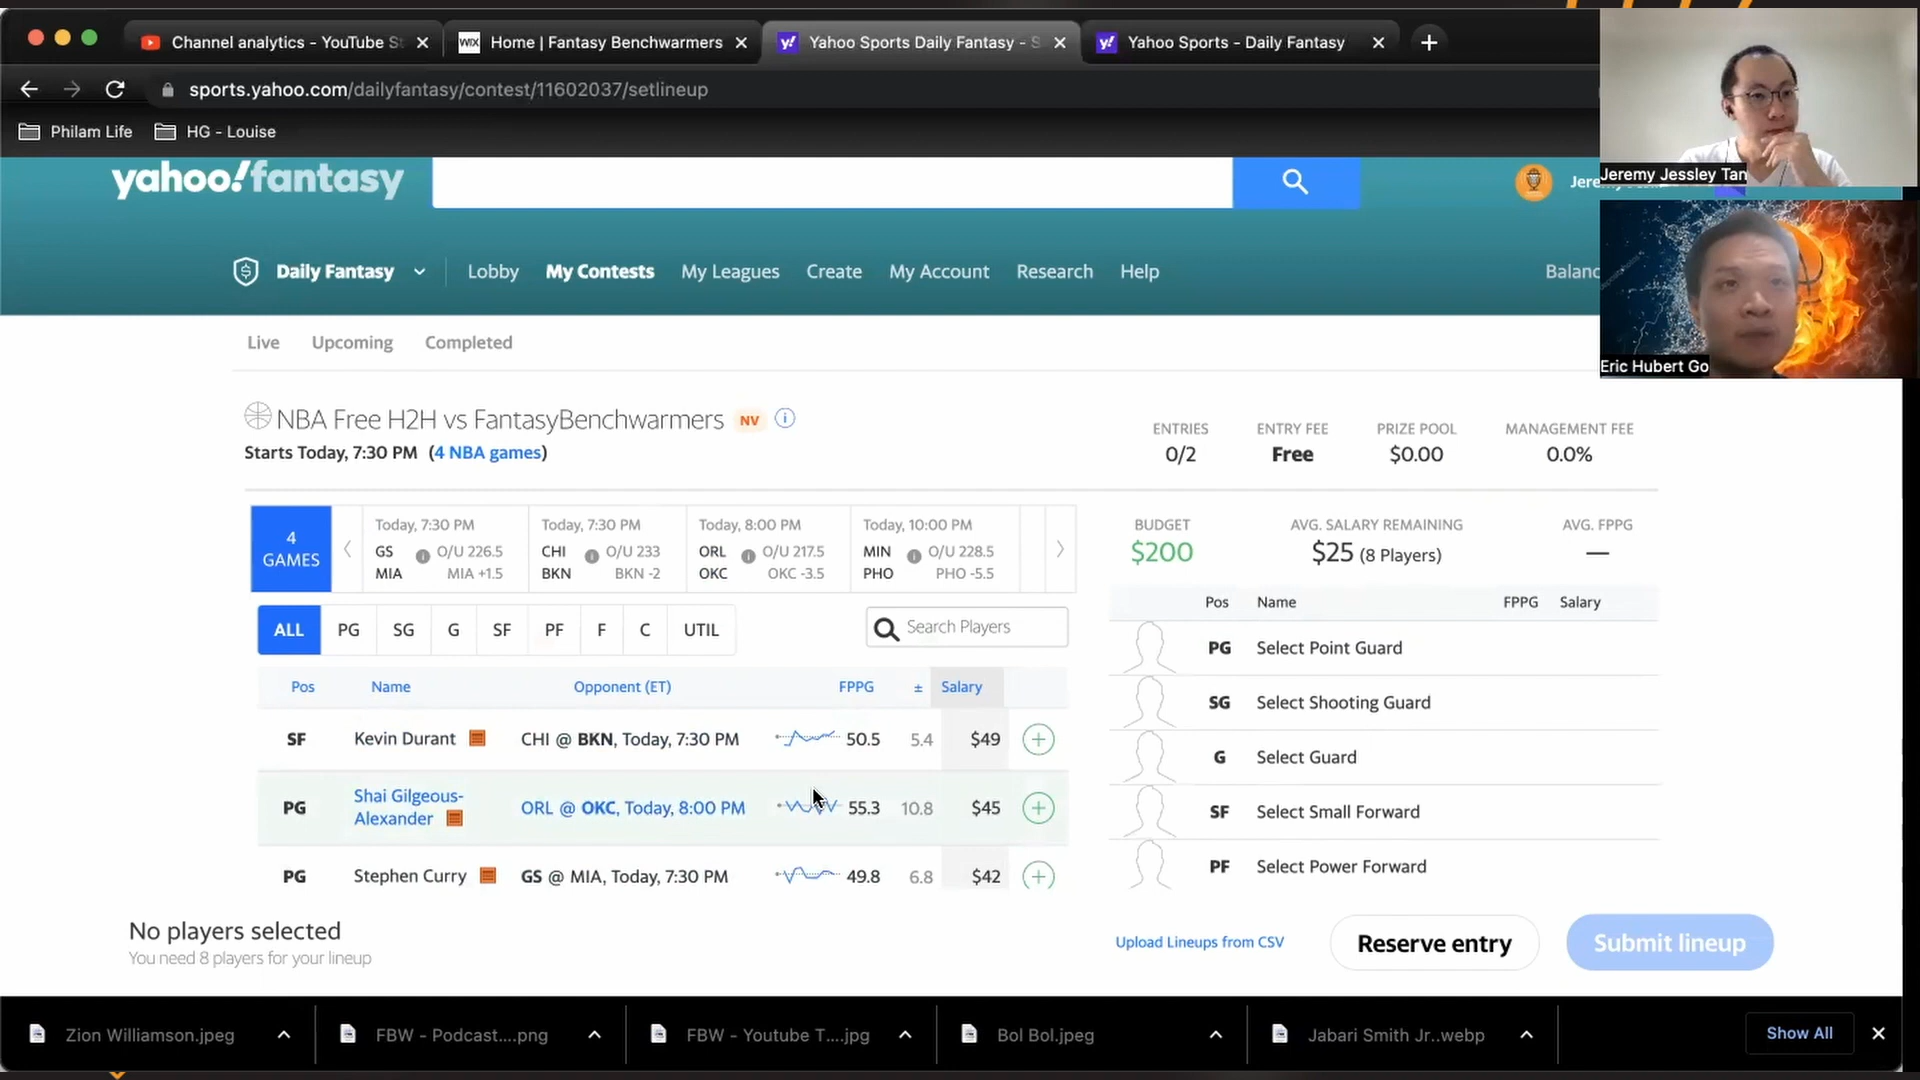 Channel analytics - YouTube S
Home | Fantasy Benchwarmers
Yahoo Sports Daily Fantasy - S
Yahoo Sports - Daily Fantasy
sports.yahoo.com/dailyfantasy/contest/11602037/setlineup
Philam Life
HG - Louise
Jeremy Jessley Tan
yahoo!fantasy
Eric Hubert Go
Daily Fantasy
Lobby
My Contests
My Leagues
Create
My Account
Research
Help
Live
Upcoming
Completed
NBA Free H2H vs FantasyBenchwarmers NV
Starts Today, 7:30 PM (4 NBA games)
ENTRIES
0/2
ENTRY FEE
Free
PRIZE POOL
$0.00
MANAGEMENT FEE
0.0%
4
GAMES
Today, 7:30 PM
GS O/U 226.5
MIA MIA +1.5
Today, 7:30 PM
CHI O/U 233
BKN BKN -2
Today, 8:00 PM
ORL O/U 217.5
OKC OKC -3.5
Today, 10:00 PM
MIN O/U 228.5
PHO PHO -5.5
BUDGET
$200
AVG. SALARY REMAINING
$25 (8 Players)
AVG. FPPG
—
ALL PG SG G SF PF F C UTIL
Search Players
Pos Name Opponent (ET) FPPG ± Salary
SF Kevin Durant CHI @ BKN, Today, 7:30 PM 50.5 5.4 $49
PG Shai Gilgeous-
Alexander ORL @ OKC, Today, 8:00 PM 55.3 10.8 $45
PG Stephen Curry GS @ MIA, Today, 7:30 PM 49.8 6.8 $42
Pos Name FPPG Salary
PG Select Point Guard
SG Select Shooting Guard
G Select Guard
SF Select Small Forward
PF Select Power Forward
No players selected
You need 8 players for your lineup
Upload Lineups from CSV
Reserve entry
Submit lineup
Zion Williamson.jpeg
FBW - Podcast....png
FBW - Youtube T....jpg
Bol Bol.jpeg
Jabari Smith Jr..webp
Show All